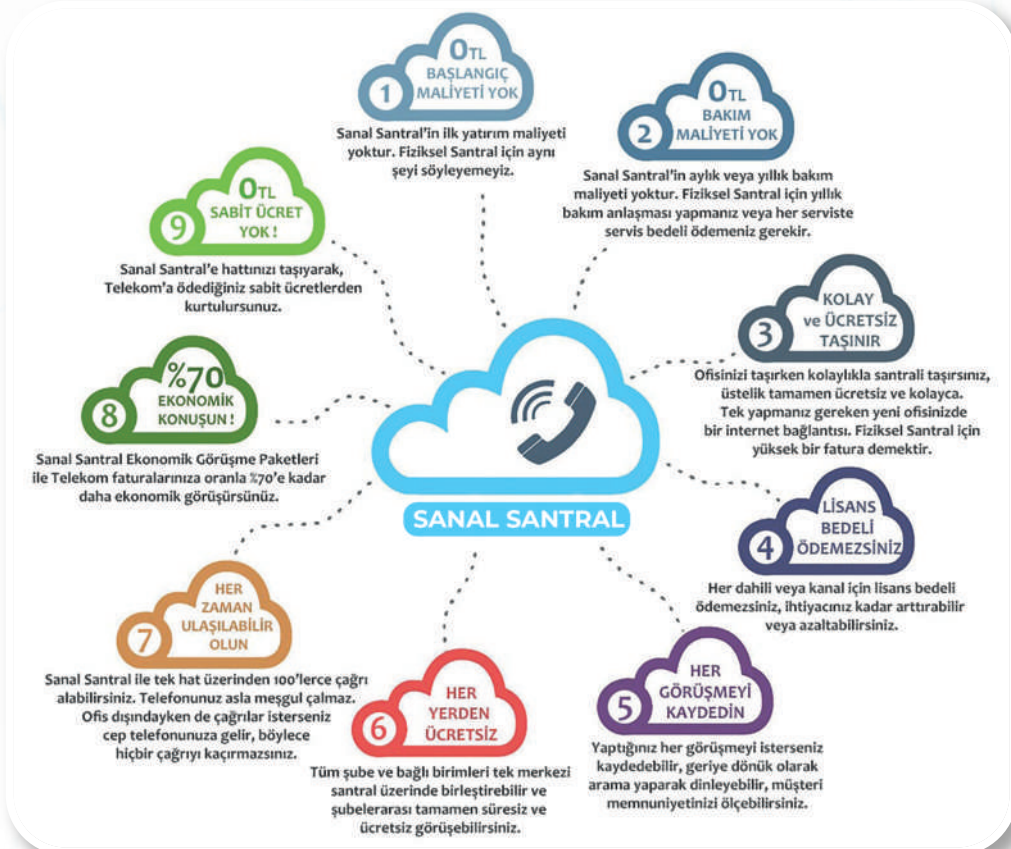 0TL
BAŞLANGIÇ
MALİYETİ YOK
1
Sanal Santral'in ilk yatırım maliyeti
yoktur. Fiziksel Santral için aynı
şeyi söyleyemeyiz.
0TL
BAKIM
MALİYETİ YOK
2
Sanal Santral'in aylık veya yıllık bakım
maliyeti yoktur. Fiziksel Santral için yıllık
bakım anlaşması yapmanız veya her serviste
servis bedeli ödemeniz gerekir.
KOLAY
ve ÜCRETSİZ
TAŞINIR
3
Ofisinizi taşırken kolaylıkla santrali taşırsınız,
üstelik tamamen ücretsiz ve kolayca.
Tek yapmanız gereken yeni ofisinizde
bir internet bağlantısı. Fiziksel Santral için
yüksek bir fatura demektir.
LİSANS
BEDELİ
ÖDEMEZSİNİZ
4
Her dahili veya kanal için lisans bedeli
ödemezsiniz, ihtiyacınız kadar arttırabilir
veya azaltabilirsiniz.
HER
GÖRÜŞMEYİ
KAYDEDİN
5
Yaptığınız her görüşmeyi isterseniz
kaydedebilir, geriye dönük olarak
arama yaparak dinleyebilir, müşteri
memnuniyetinizi ölçebilirsiniz.
HER
YERDEN
ÜCRETSİZ
6
Tüm şube ve bağlı birimleri tek merkezi
santral üzerinde birleştirebilir ve
şubelerarası tamamen süresiz ve
ücretsiz görüşebilirsiniz.
HER
ZAMAN
ULAŞILABİLİR
OLUN
7
Sanal Santral ile tek hat üzerinden 100'lerce çağrı
alabilirsiniz. Telefonunuz asla meşgul çalmaz.
Ofis dışındayken de çağrılar isterseniz
cep telefonunuza gelir, böylece
hiçbir çağrıyı kaçırmazsınız.
%70
EKONOMİK
KONUŞUN !
8
Sanal Santral Ekonomik Görüşme Paketleri
ile Telekom faturalarınıza oranla %70'e kadar
daha ekonomik görüşürsünüz.
0TL
SABİT ÜCRET
YOK !
9
Sanal Santral'e hattınızı taşıyarak,
Telekom'a ödediğiniz sabit ücretlerden
kurtulursunuz.
SANAL SANTRAL